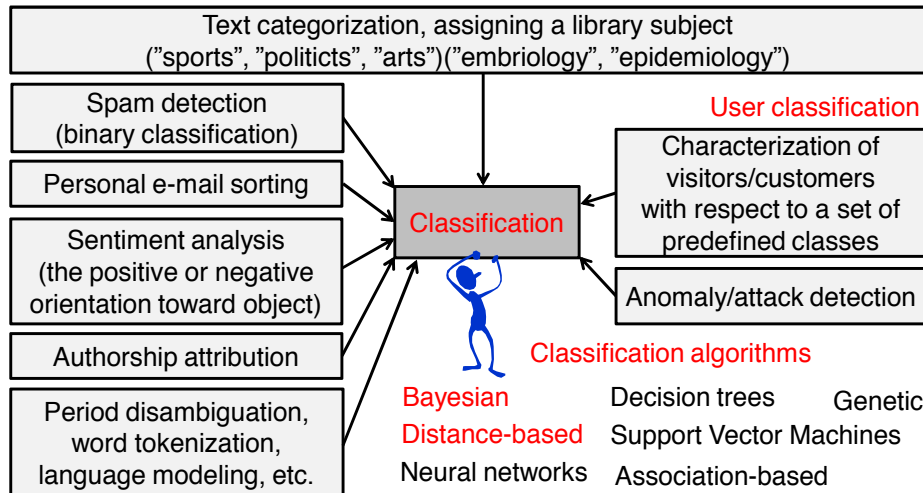 Text categorization, assigning a library subject
(”sports”, ”politicts”, ”arts”)(”embriology”, ”epidemiology”)
Spam detection
(binary classification)
Personal e-mail sorting
Sentiment analysis
(the positive or negative
orientation toward object)
Authorship attribution
Period disambiguation,
word tokenization,
language modeling, etc.
Classification
User classification
Characterization of
visitors/customers
with respect to a set of
predefined classes
Anomaly/attack detection
Classification algorithms
Bayesian
Decision trees
Genetic
Distance-based
Support Vector Machines
Neural networks
Association-based